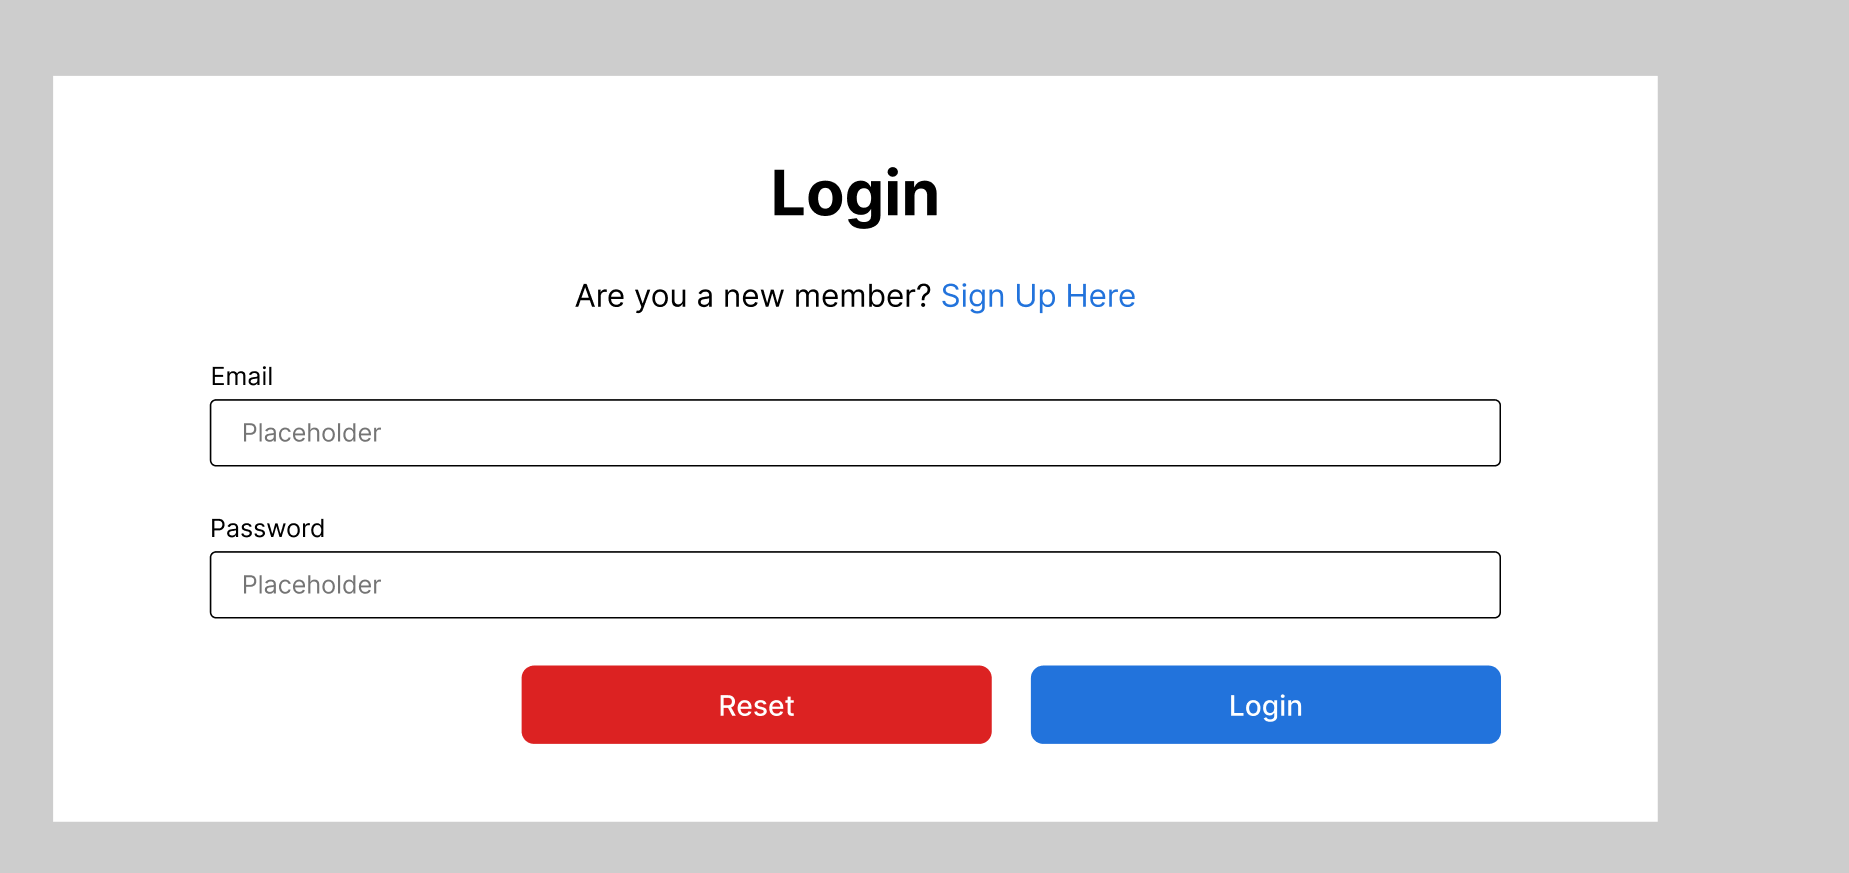 Login
Are you a new member? Sign Up Here
Email
Placeholder
Password
Placeholder
Reset Login